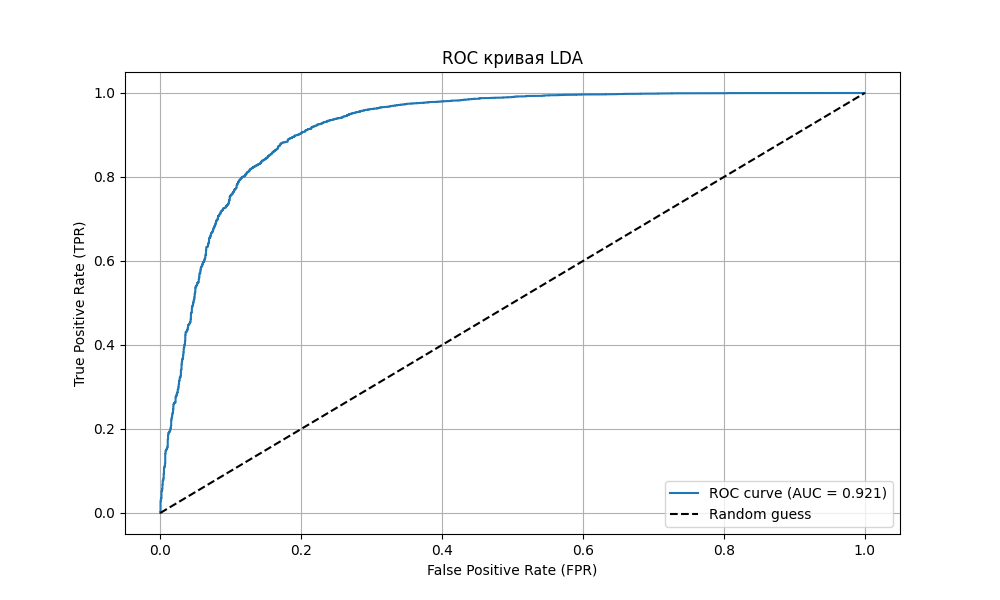 ROC кривая LDA
True Positive Rate (TPR)
1.0
0.8
0.6
0.4
0.2
0.0
0.0 0.2 0.4 0.6 0.8 1.0
False Positive Rate (FPR)
ROC curve (AUC = 0.921)
Random guess